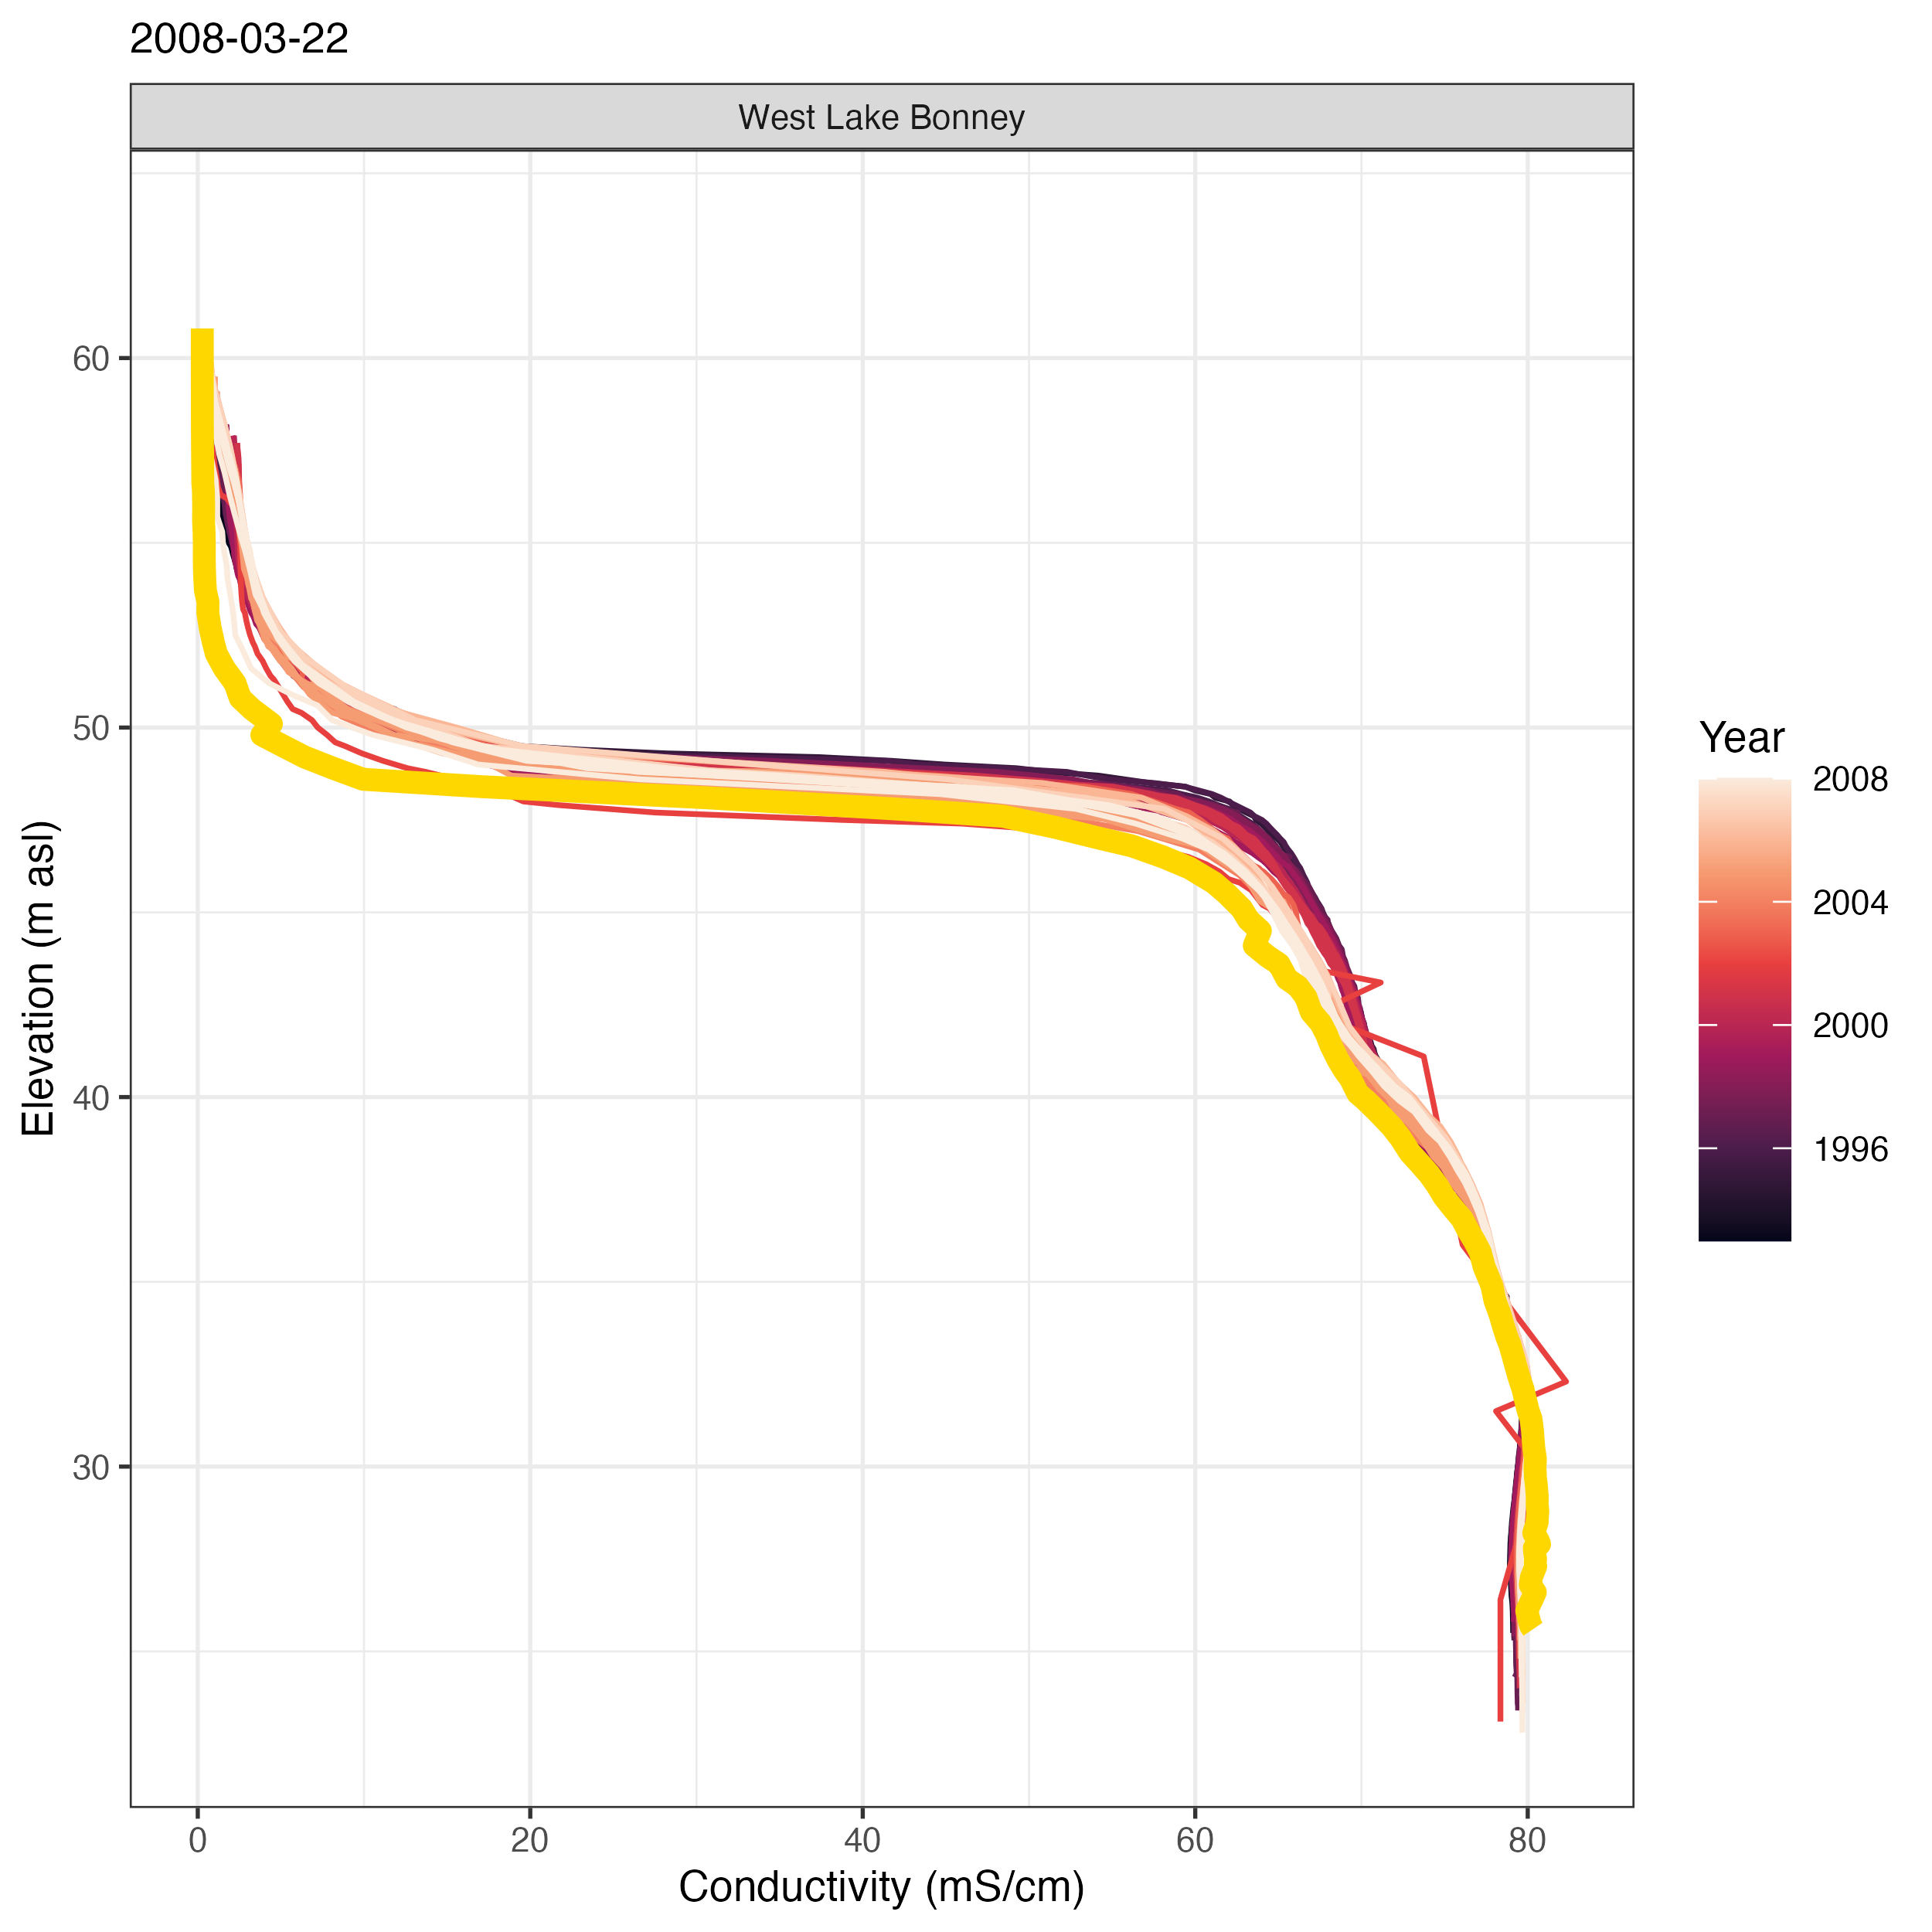 2008-03-22
West Lake Bonney
Elevation (m asl)
60
50
40
30
0 20 40 60 80
Conductivity (mS/cm)
Year
2008
2004
2000
1996